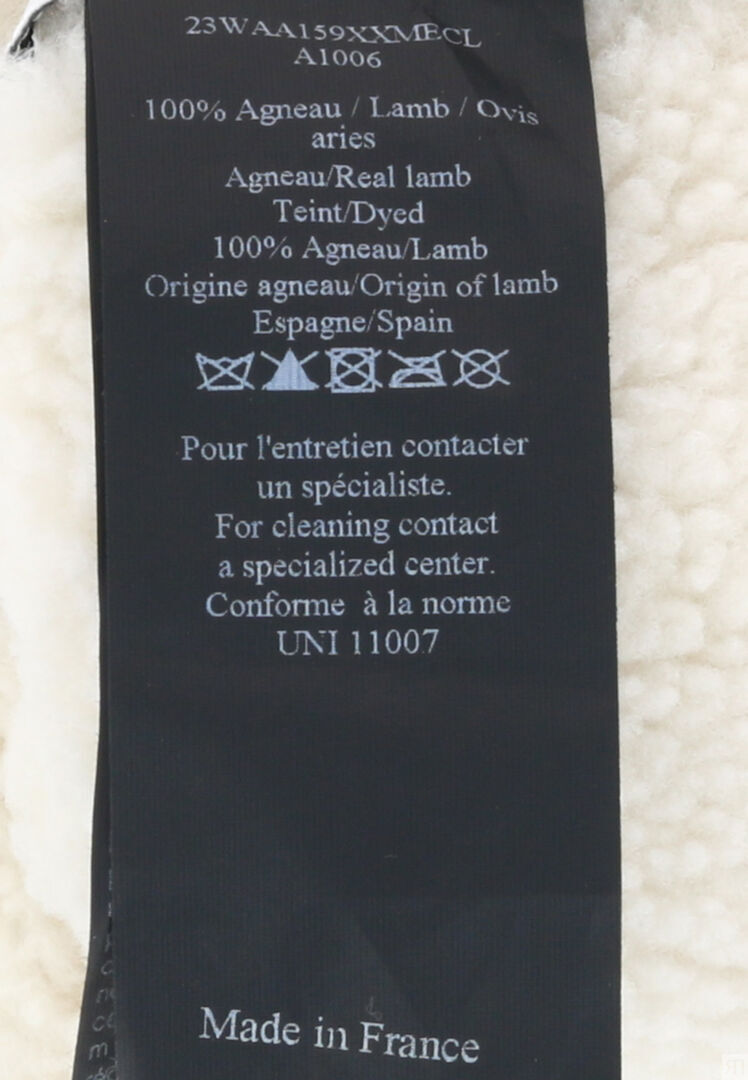 23WAA159XXMECL
A1006
100% Agneau / Lamb / Ovis
aries
Agneau/Real lamb
Teint/Dyed
100% Agneau/Lamb
Origine agneau/Origin of lamb
Espagne/Spain
Pour l'entretien contacter
un spécialiste.
For cleaning contact
a specialized center.
Conforme à la norme
UNI 11007
Made in France